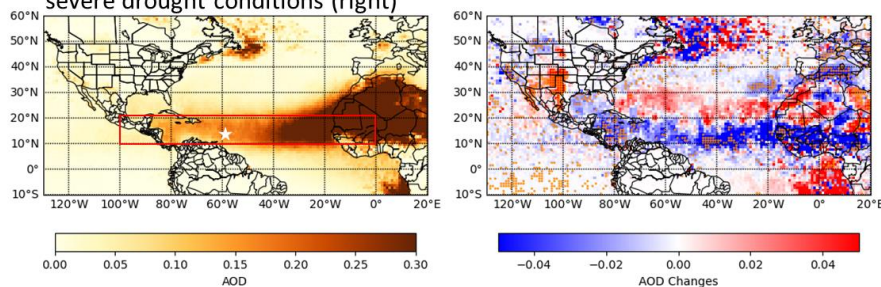 severe drought conditions (right)
60°N 60°N
50°N 50°N
40°N 40°N
30°N 30°N
20°N 20°N
10°N 10°N
0° 0°
10°S 10°S
120°W 100°W 80°W 60°W 40°W 20°W 0° 20°E 120°W 100°W 80°W 60°W 40°W 20°W 0° 20°E
0.00 0.05 0.10 0.15 0.20 0.25 0.30 −0.04 −0.02 0.00 0.02 0.04
AOD AOD Changes